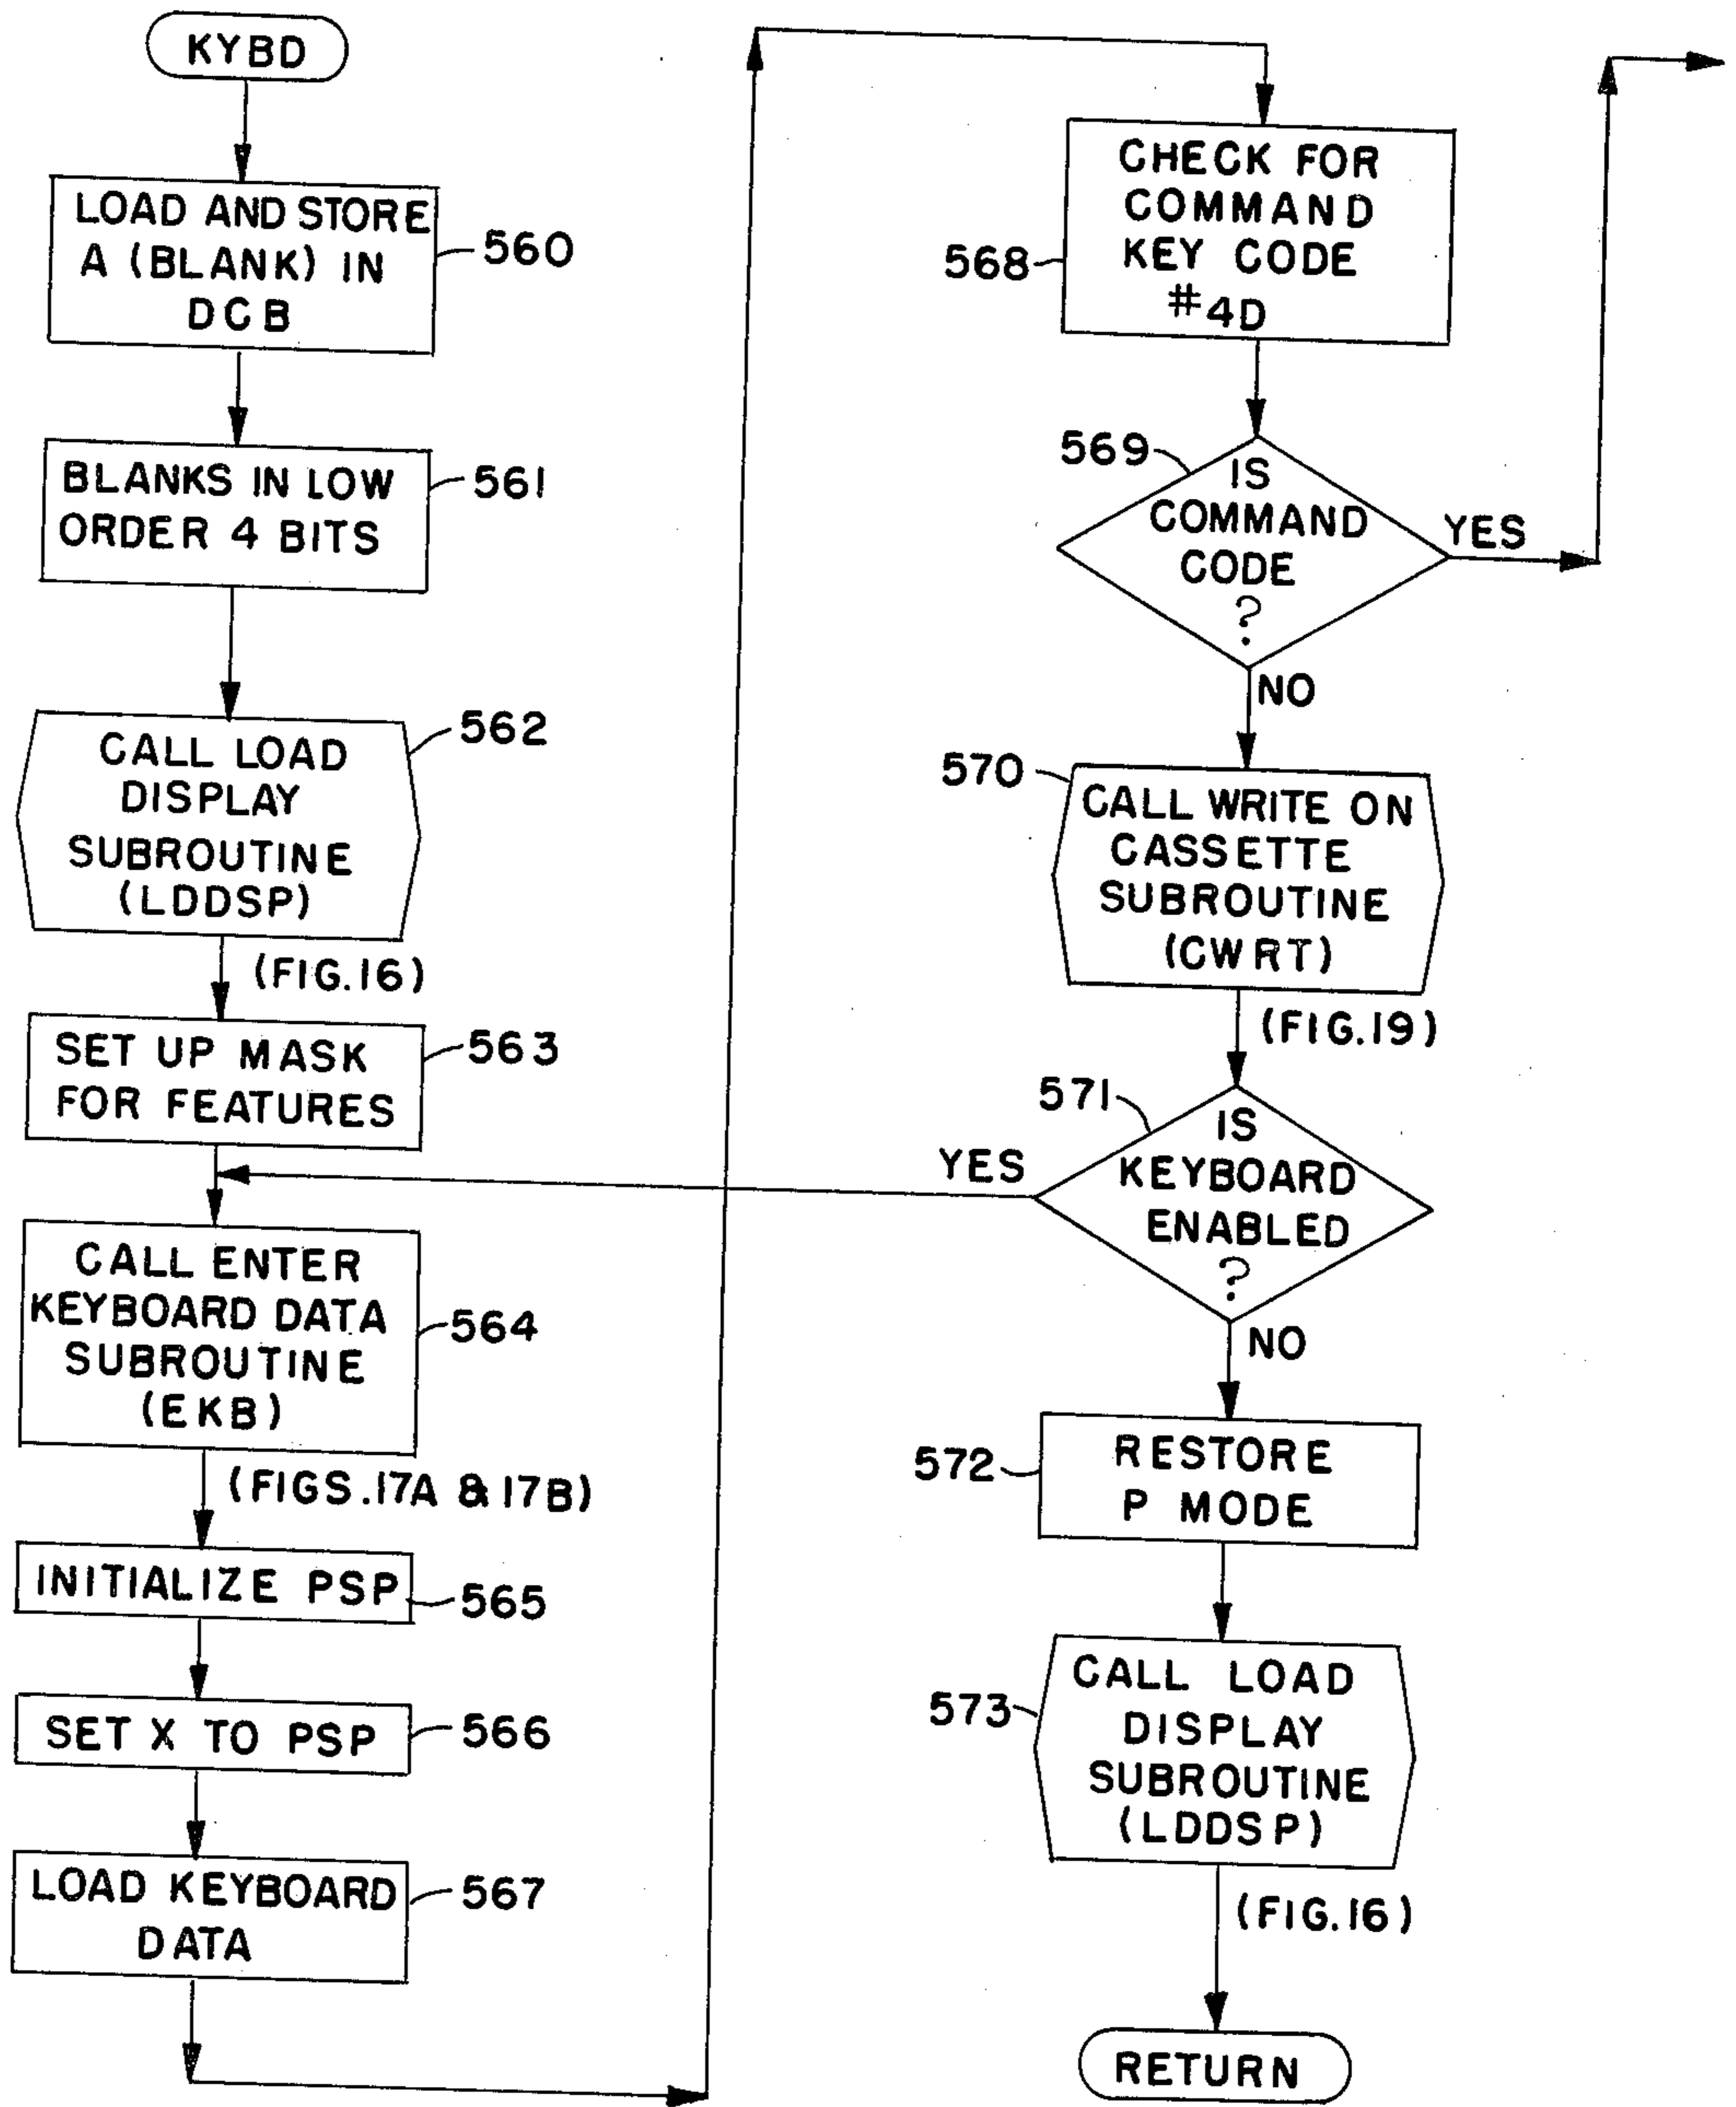 KYBD
LOAD AND STORE
A (BLANK) IN
DCB
560
BLANKS IN LOW
ORDER 4 BITS
561
CALL LOAD
DISPLAY
SUBROUTINE
(LDDSP)
562
(FIG.16)
SET UP MASK
FOR FEATURES
563
CALL ENTER
KEYBOARD DATA
SUBROUTINE
(EKB)
564
(FIGS.17A & 17B)
INITIALIZE PSP
565
SET X TO PSP
566
LOAD KEYBOARD
DATA
567
CHECK FOR
COMMAND
KEY CODE
#4D
568
569
IS
COMMAND
CODE
?
YES
NO
570
CALL WRITE ON
CASSETTE
SUBROUTINE
(CWRT)
(FIG.19)
571
IS
KEYBOARD
ENABLED
?
YES
NO
572
RESTORE
P MODE
573
CALL LOAD
DISPLAY
SUBROUTINE
(LDDSP)
(FIG.16)
RETURN